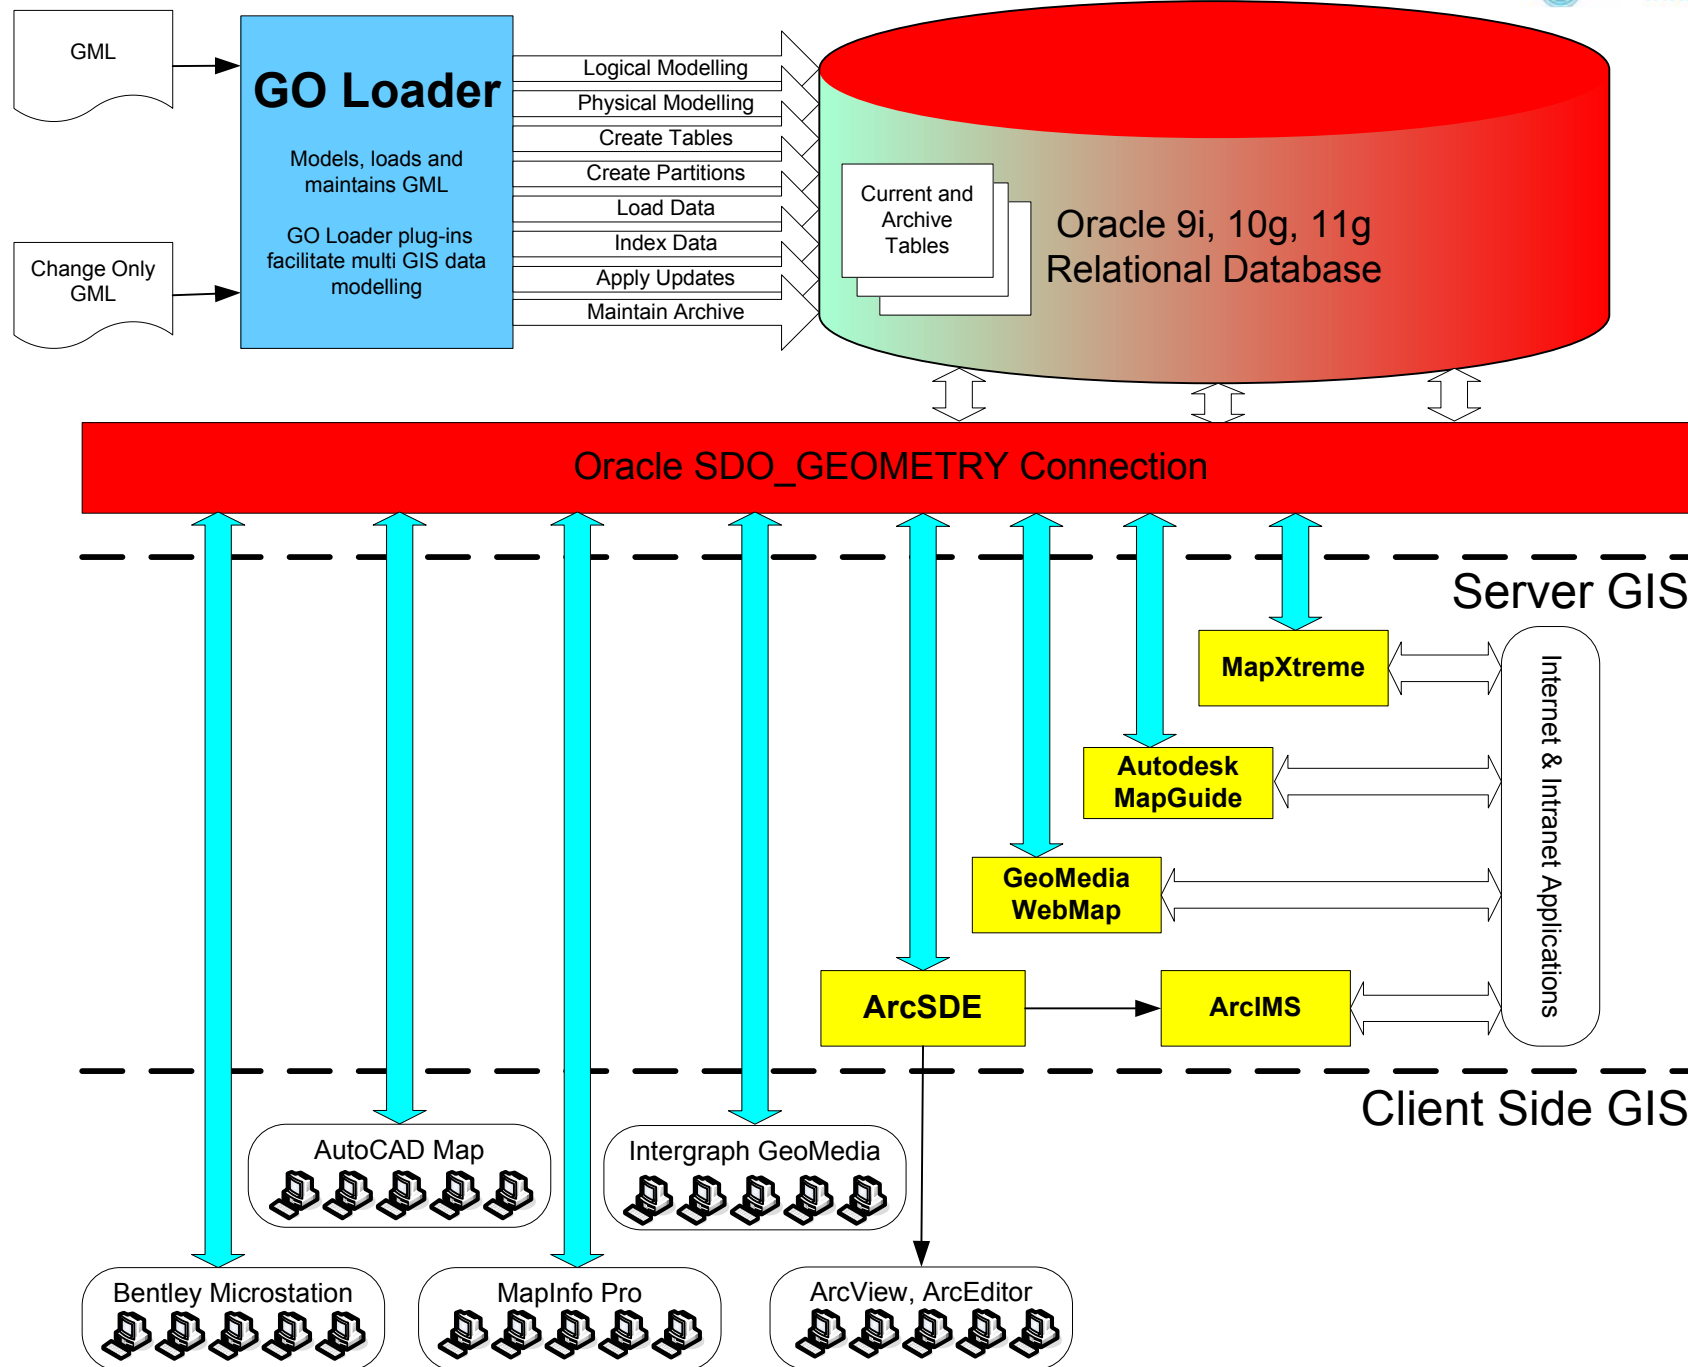 GML
GO Loader
Models, loads and
maintains GML
GO Loader plug-ins
facilitate multi GIS data
modelling
Change Only
GML
Logical Modelling
Physical Modelling
Create Tables
Create Partitions
Load Data
Index Data
Apply Updates
Maintain Archive
Current and
Archive
Tables
Oracle 9i, 10g, 11g
Relational Database
Oracle SDO_GEOMETRY Connection
Server GIS
MapXtreme
Autodesk
MapGuide
GeoMedia
WebMap
ArcSDE
ArcIMS
Internet & Intranet Applications
Client Side GIS
AutoCAD Map
Intergraph GeoMedia
Bentley Microstation
MapInfo Pro
ArcView, ArcEditor